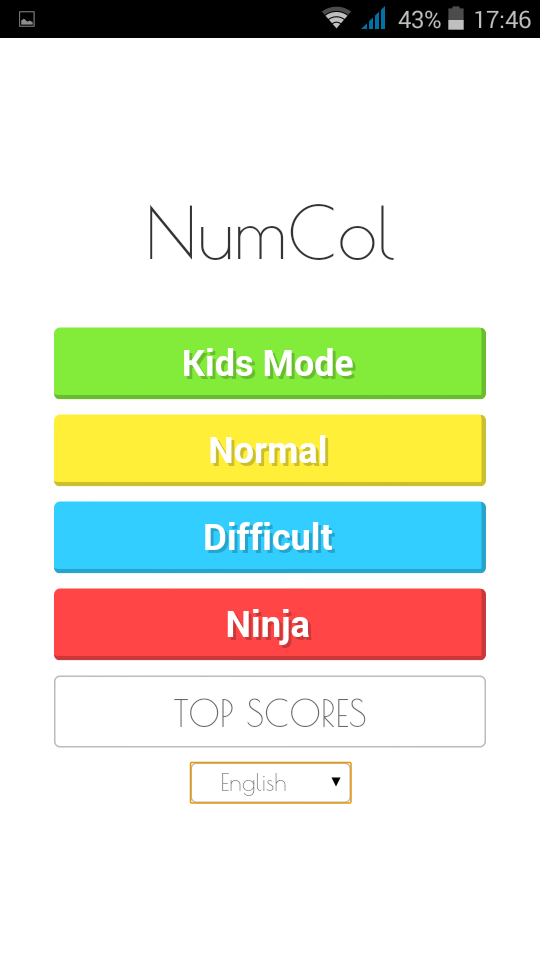 43% 17:46
NumCol
Kids Mode
Normal
Difficult
Ninja
TOP SCORES
English